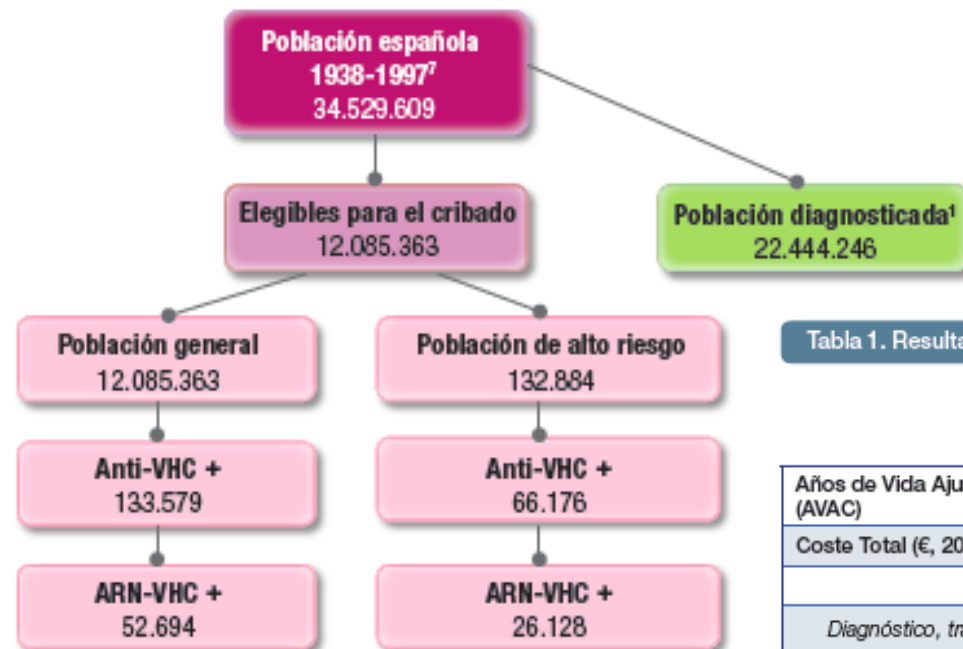 Población española
1938-1997⁷
34.529.609
Elegibles para el cribado
12.085.363
Población diagnosticada¹
22.444.246
Población general
12.085.363
Población de alto riesgo
132.884
Anti-VHC +
133.579
Anti-VHC +
66.176
ARN-VHC +
52.694
ARN-VHC +
26.128
Tabla 1. Resulta
Años de Vida Aju
(AVAC)
Coste Total (€, 20
Diagnóstico, tra